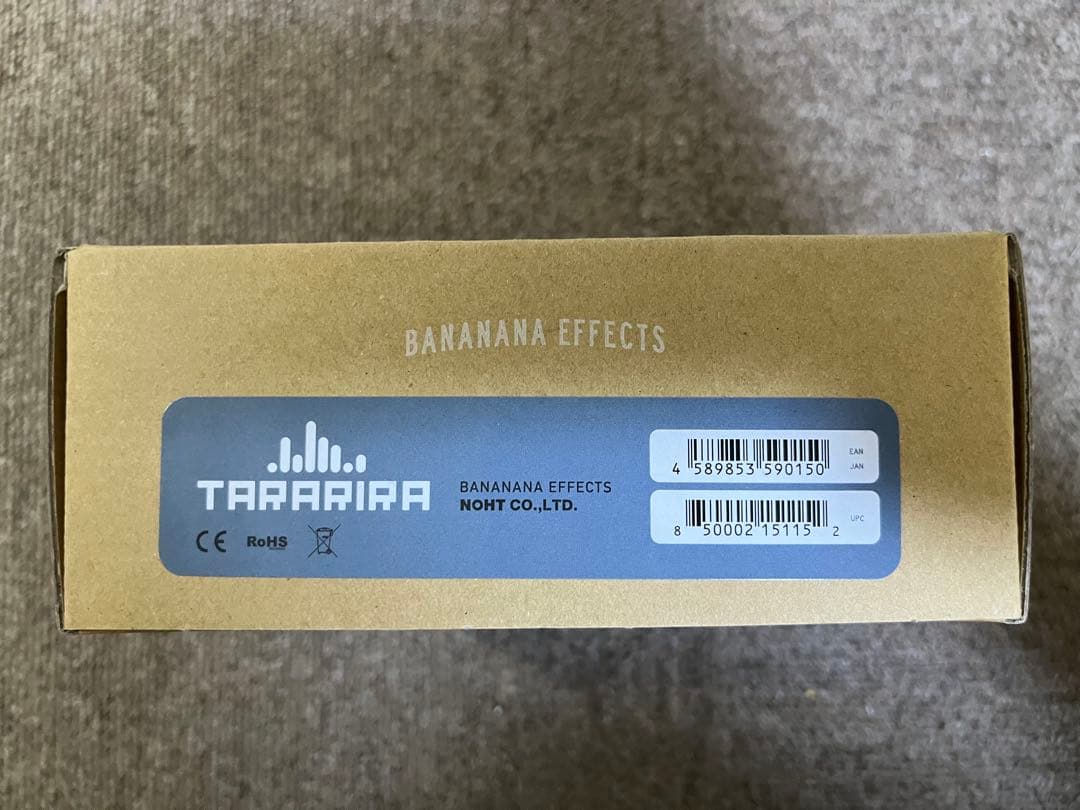 BANANANA EFFECTS
TARARIRA
BANANANA EFFECTS
NOHT CO.,LTD.
CE RoHS
4 589853 590150
EAN
JAN
8 50002 15115 2
UPC